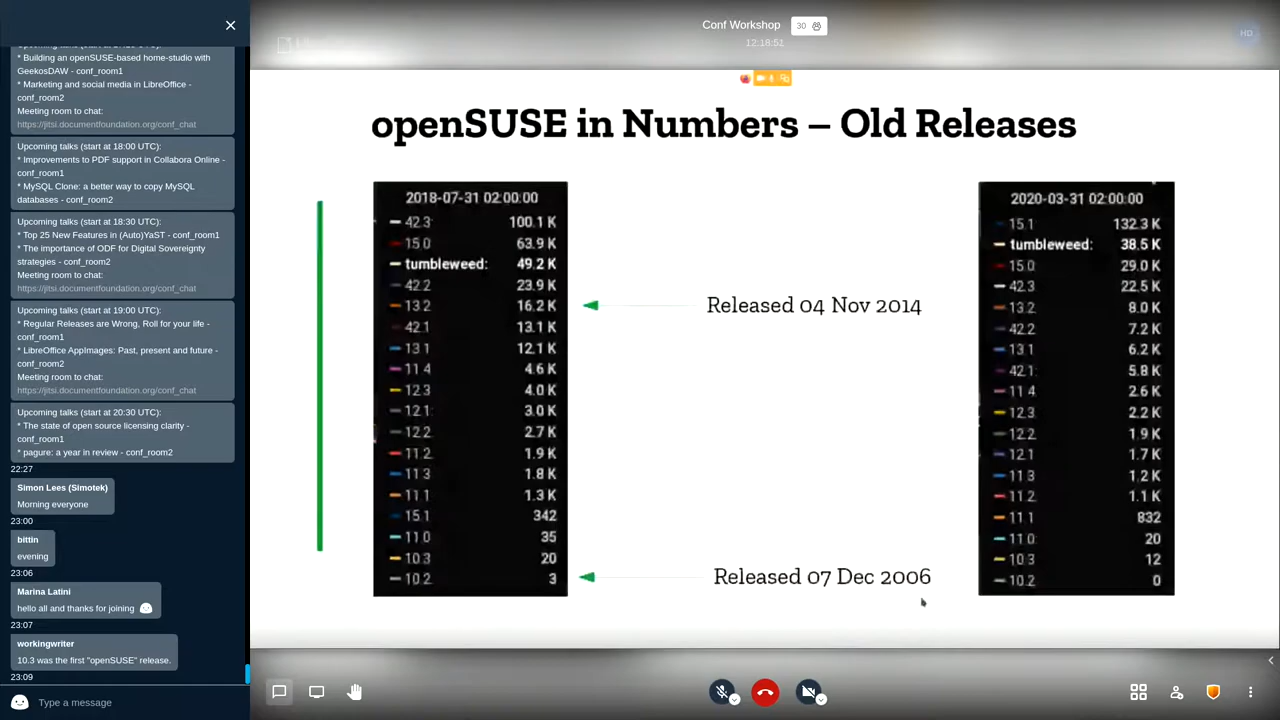 * Building an openSUSE-based home-studio with
GeekosDAW - conf_room1
* Marketing and social media in LibreOffice -
conf_room2
Meeting room to chat:
https://jitsi.documentfoundation.org/conf_chat
Upcoming talks (start at 18:00 UTC):
* Improvements to PDF support in Collabora Online -
conf_room1
* MySQL Clone: a better way to copy MySQL
databases - conf_room2
Upcoming talks (start at 18:30 UTC):
* Top 25 New Features in (Auto)YaST - conf_room1
* The importance of ODF for Digital Sovereignty
strategies - conf_room2
Meeting room to chat:
https://jitsi.documentfoundation.org/conf_chat
Upcoming talks (start at 19:00 UTC):
* Regular Releases are Wrong, Roll for your life -
conf_room1
* LibreOffice AppImages: Past, present and future -
conf_room2
Meeting room to chat:
https://jitsi.documentfoundation.org/conf_chat
Upcoming talks (start at 20:30 UTC):
* The state of open source licensing clarity -
conf_room1
* pagure: a year in review - conf_room2
22:27
Simon Lees (Simotek)
Morning everyone
23:00
bittin
evening
23:06
Marina Latini
hello all and thanks for joining
23:07
workingwriter
10.3 was the first "openSUSE" release.
23:09
Type a message
Conf Workshop
30
12:18:51
HD
openSUSE in Numbers – Old Releases
2018-07-31 02:00:00
42.3: 100.1 K
15.0: 63.9 K
tumbleweed: 49.2 K
42.2: 23.9 K
13.2: 16.2 K
42.1: 13.1 K
13.1: 12.1 K
11.4: 4.6 K
12.3: 4.0 K
12.1: 3.0 K
12.2: 2.7 K
11.2: 1.9 K
11.3: 1.8 K
11.1: 1.3 K
15.1: 342
11.0: 35
10.3: 20
10.2: 3
Released 04 Nov 2014
Released 07 Dec 2006
2020-03-31 02:00:00
15.1: 132.3 K
tumbleweed: 38.5 K
15.0: 29.0 K
42.3: 22.5 K
13.2: 8.0 K
42.2: 7.2 K
13.1: 6.2 K
42.1: 5.8 K
11.4: 2.6 K
12.3: 2.2 K
12.2: 1.9 K
12.1: 1.7 K
11.3: 1.2 K
11.2: 1.1 K
11.1: 832
11.0: 20
10.3: 12
10.2: 0